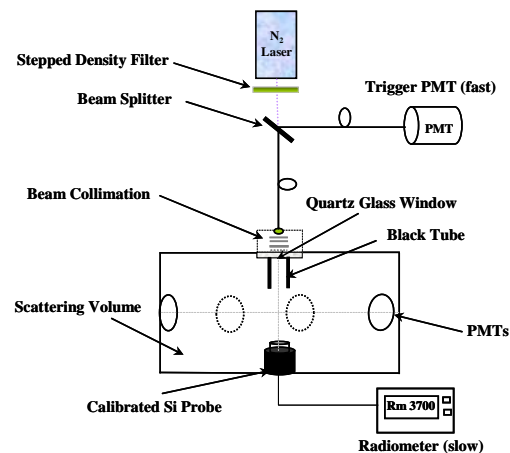 N2
Laser
Stepped Density Filter
Trigger PMT (fast)
Beam Splitter
PMT
Beam Collimation
Quartz Glass Window
Black Tube
Scattering Volume
PMTs
Calibrated Si Probe
Rm 3700
Radiometer (slow)